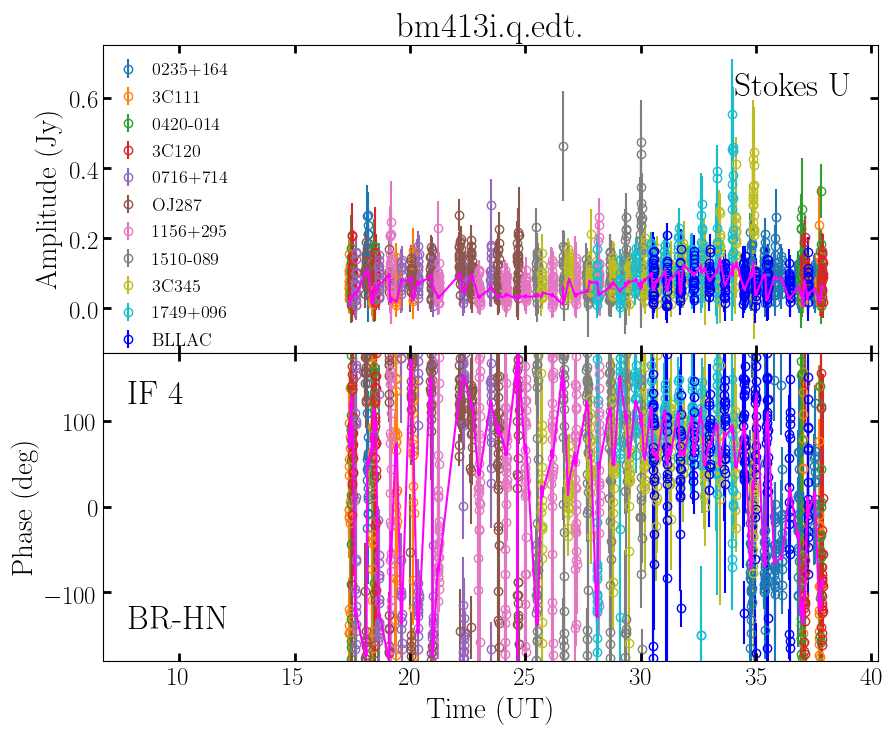 bm413i.q.edt.
Stokes U
Amplitude (Jy)
0.6
0.4
0.2
0.0
0235+164
3C111
0420-014
3C120
0716+714
OJ287
1156+295
1510-089
3C345
1749+096
BLLAC
IF 4
BR-HN
Phase (deg)
100
0
−100
10 15 20 25 30 35 40
Time (UT)